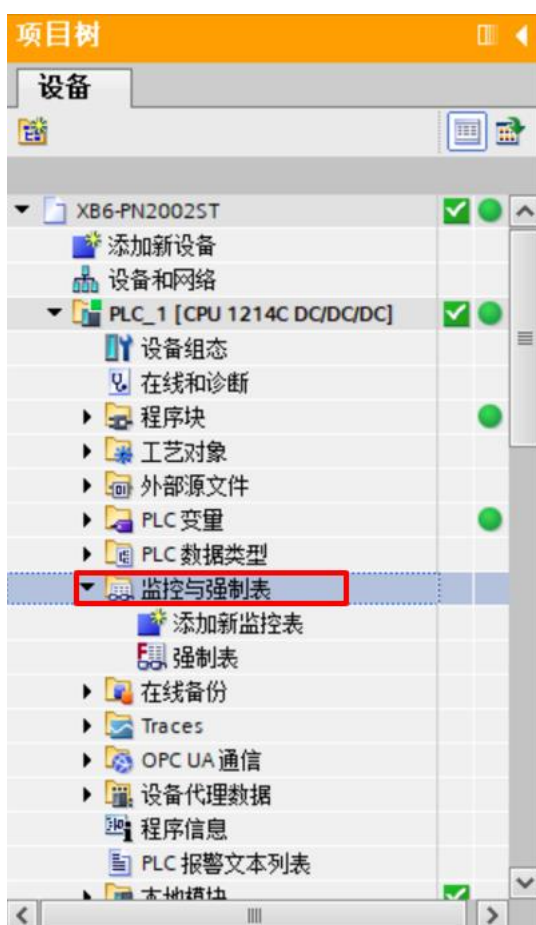 项目树
设备
XB6-PN2002ST
添加新设备
设备和网络
PLC_1 [CPU 1214C DC/DC/DC]
设备组态
在线和诊断
程序块
工艺对象
外部源文件
PLC 变量
PLC 数据类型
监控与强制表
添加新监控表
强制表
在线备份
Traces
OPC UA 通信
设备代理数据
程序信息
PLC 报警文本列表
本地模块